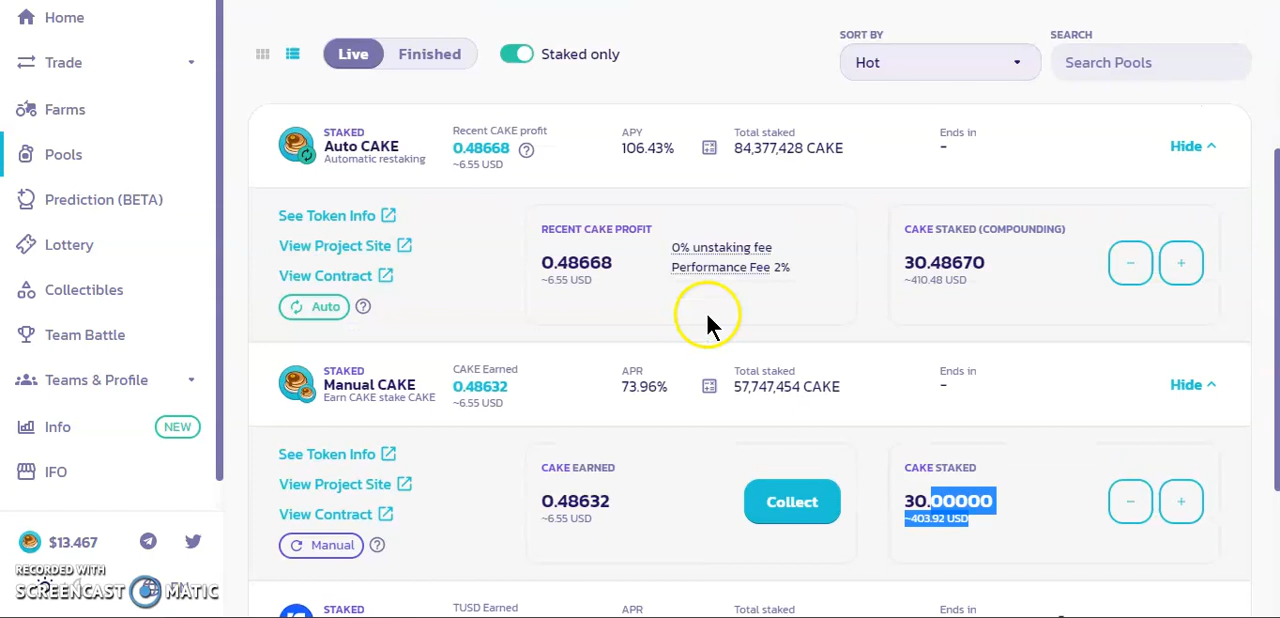 Home
Trade
Farms
Pools
Prediction (BETA)
Lottery
Collectibles
Team Battle
Teams & Profile
Info NEW
IFO
$13.467
RECORDED WITH
SCREENCAST MATIC
Live Finished Staked only
SORT BY
Hot
SEARCH
Search Pools
STAKED
Auto CAKE
Automatic restaking
Recent CAKE profit
0.48668
~6.55 USD
APY
106.43%
Total staked
84,377,428 CAKE
Ends in
-
Hide
See Token Info
View Project Site
View Contract
Auto
RECENT CAKE PROFIT
0.48668
~6.55 USD
0% unstaking fee
Performance Fee 2%
CAKE STAKED (COMPOUNDING)
30.48670
~410.48 USD
STAKED
Manual CAKE
Earn CAKE stake CAKE
CAKE Earned
0.48632
~6.55 USD
APR
73.96%
Total staked
57,747,454 CAKE
Ends in
-
Hide
See Token Info
View Project Site
View Contract
Manual
CAKE EARNED
0.48632
~6.55 USD
Collect
CAKE STAKED
30.00000
~403.92 USD
STAKED
TUSD Earned
APR
Total staked
Ends in